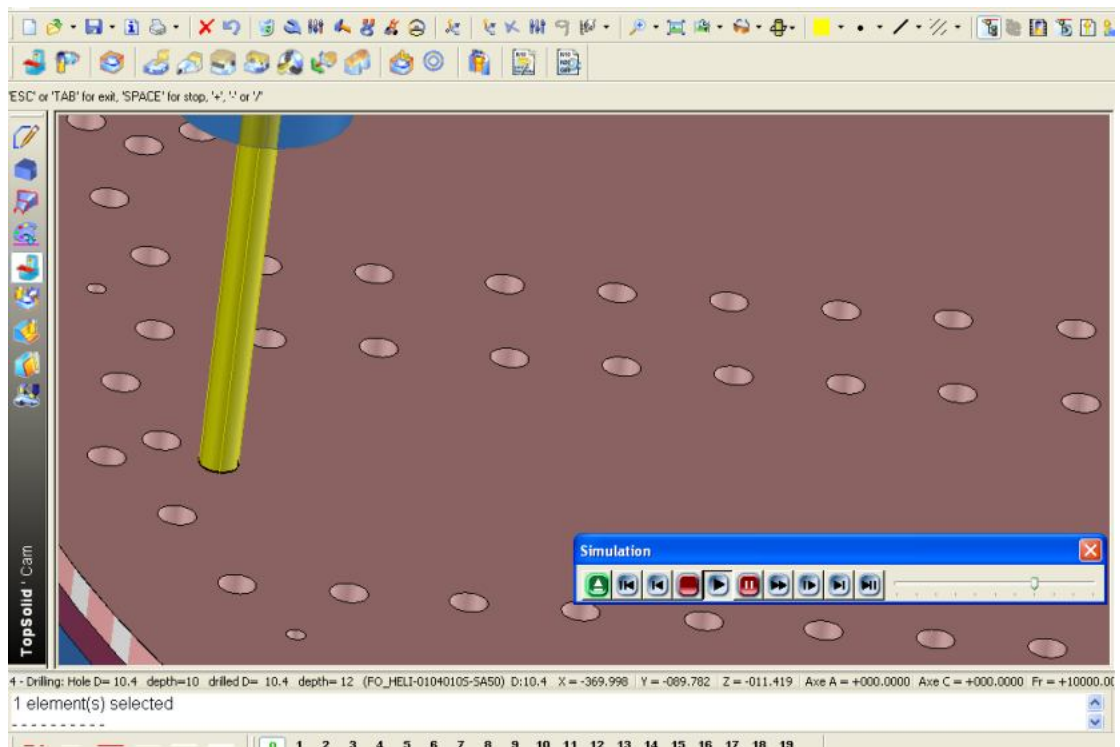 'ESC' or 'TAB' for exit, 'SPACE' for stop, '+', '-' or '/'
TopSolid'Cam
Simulation
4 - Drilling: Hole D= 10.4 depth=10 drilled D= 10.4 depth= 12 (FO_HELI-0104010S-SA50) D:10.4 X = -369.998 Y = -089.782 Z = -011.419 Axe A = +000.0000 Axe C = +000.0000 Fr = +10000.00
1 element(s) selected
----------
0 1 2 3 4 5 6 7 8 9 10 11 12 13 14 15 16 17 18 19